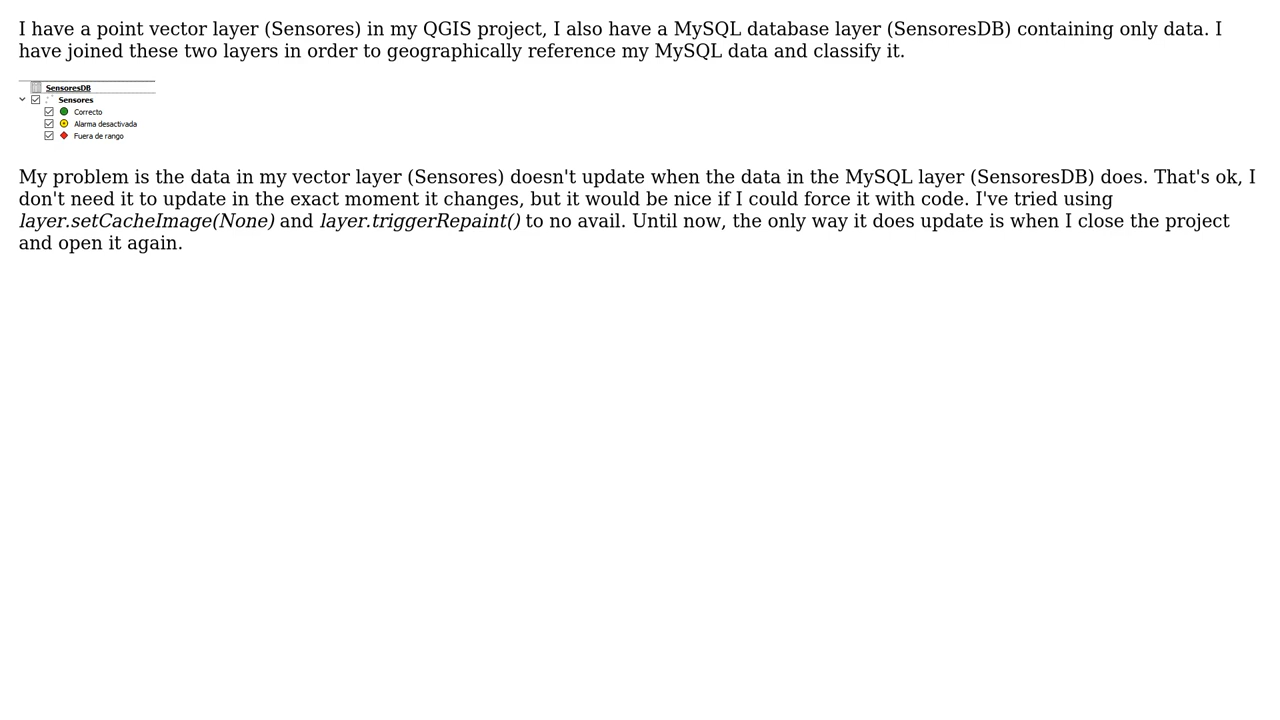 I have a point vector layer (Sensores) in my QGIS project, I also have a MySQL database layer (SensoresDB) containing only data. I
have joined these two layers in order to geographically reference my MySQL data and classify it.
SensoresDB
Sensores
Correcto
Alarma desactivada
Fuera de rango
My problem is the data in my vector layer (Sensores) doesn't update when the data in the MySQL layer (SensoresDB) does. That's ok, I
don't need it to update in the exact moment it changes, but it would be nice if I could force it with code. I've tried using
layer.setCacheImage(None) and layer.triggerRepaint() to no avail. Until now, the only way it does update is when I close the project
and open it again.